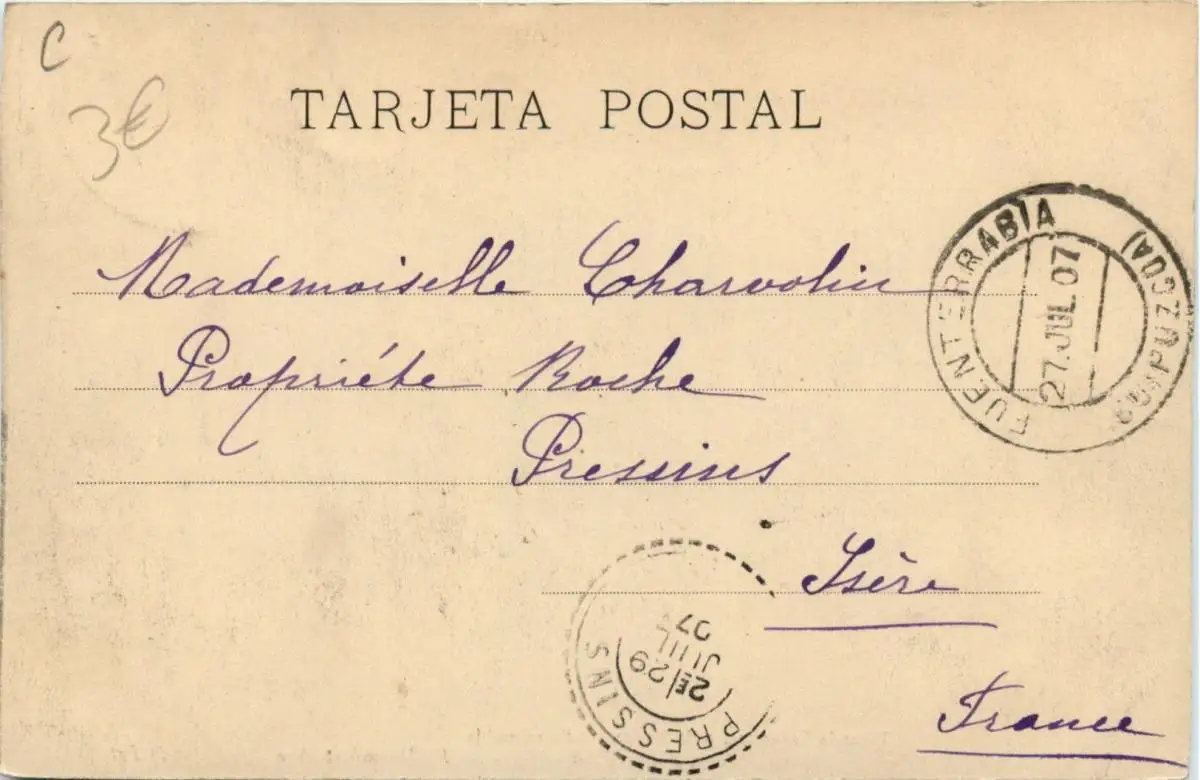 C
3€
TARJETA POSTAL
Mademoiselle Charvolin
Propriéte Roche
Pressins
Isère
France
FUENTERRABIA
(GUIPUZCOA)
27.JUL 07
PRESSINS
2E/29
JUIL
07